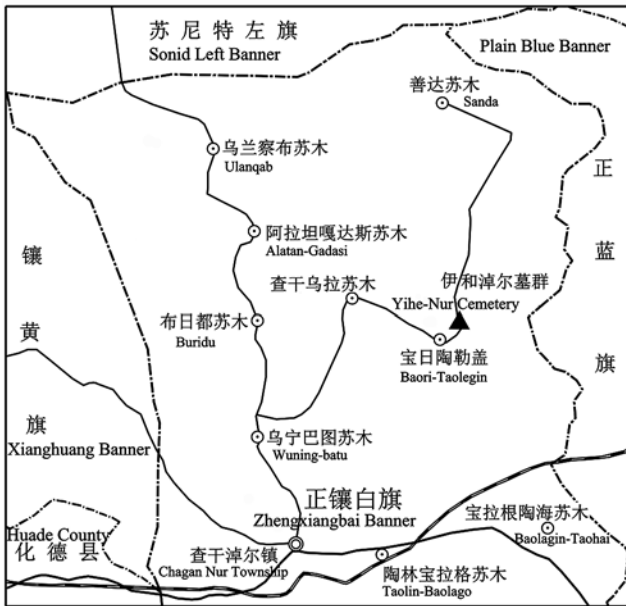 苏尼特左旗
Sonid Left Banner
Plain Blue Banner
善达苏木
Sanda
乌兰察布苏木
Ulanqab
正蓝旗
阿拉坦嘎达斯苏木
Alatan-Gadasi
镶黄旗
Xianghuang Banner
查干乌拉苏木
伊和淖尔墓群
Yihe-Nur Cemetery
布日都苏木
Buridu
宝日陶勒盖
Baori-Taolegin
乌宁巴图苏木
Wuning-batu
正镶白旗
Zhengxiangbai Banner
宝拉根陶海苏木
Baolagin-Taohai
Huade County
化德县
查干淖尔镇
Chagan Nur Township
陶林宝拉格苏木
Taolin-Baolago